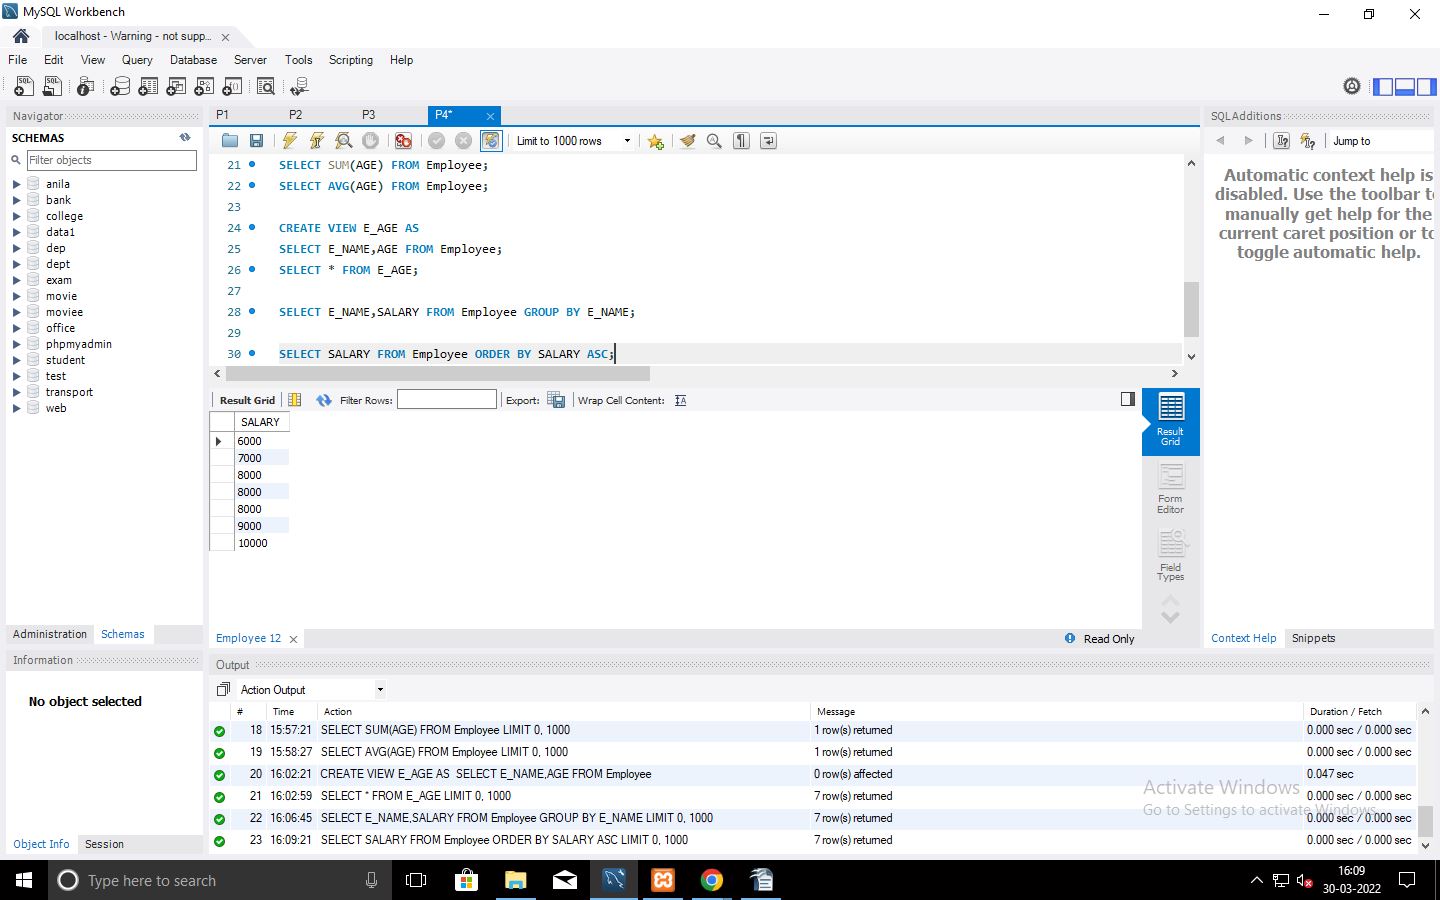 MySQL Workbench
localhost - Warning - not supp...
File Edit View Query Database Server Tools Scripting Help
Navigator
SCHEMAS
Filter objects
anila
bank
college
data1
dep
dept
exam
movie
moviee
office
phpmyadmin
student
test
transport
web
Administration Schemas
Information
No object selected
Object Info Session
P1 P2 P3 P4*
Limit to 1000 rows
21 SELECT SUM(AGE) FROM Employee;
22 SELECT AVG(AGE) FROM Employee;
23
24 CREATE VIEW E_AGE AS
25 SELECT E_NAME,AGE FROM Employee;
26 SELECT * FROM E_AGE;
27
28 SELECT E_NAME,SALARY FROM Employee GROUP BY E_NAME;
29
30 SELECT SALARY FROM Employee ORDER BY SALARY ASC;
Result Grid Filter Rows: Export: Wrap Cell Content:
SALARY
6000
7000
8000
8000
8000
9000
10000
Result
Grid
Form
Editor
Field
Types
Employee 12
Read Only
SQLAdditions
Jump to
Automatic context help is
disabled. Use the toolbar t
manually get help for the
current caret position or to
toggle automatic help.
Context Help Snippets
Output
Action Output
# Time Action Message Duration / Fetch
18 15:57:21 SELECT SUM(AGE) FROM Employee LIMIT 0, 1000 1 row(s) returned 0.000 sec / 0.000 sec
19 15:58:27 SELECT AVG(AGE) FROM Employee LIMIT 0, 1000 1 row(s) returned 0.000 sec / 0.000 sec
20 16:02:21 CREATE VIEW E_AGE AS SELECT E_NAME,AGE FROM Employee 0 row(s) affected 0.047 sec
21 16:02:59 SELECT * FROM E_AGE LIMIT 0, 1000 7 row(s) returned 0.000 sec / 0.000 sec
22 16:06:45 SELECT E_NAME,SALARY FROM Employee GROUP BY E_NAME LIMIT 0, 1000 7 row(s) returned 0.000 sec / 0.000 sec
23 16:09:21 SELECT SALARY FROM Employee ORDER BY SALARY ASC LIMIT 0, 1000 7 row(s) returned 0.000 sec / 0.000 sec
Activate Windows
Go to Settings to activate Windows.
Type here to search
16:09
30-03-2022